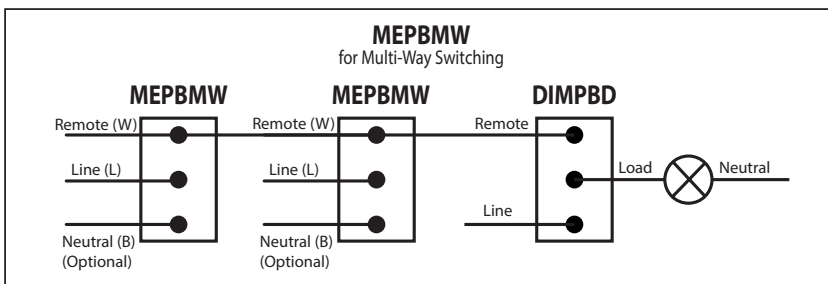 MEPBMW
for Multi-Way Switching
MEPBMW MEPBMW DIMPBD
Remote (W) Remote (W) Remote
Line (L) Line (L) Load Neutral
Line
Neutral (B) Neutral (B)
(Optional) (Optional)